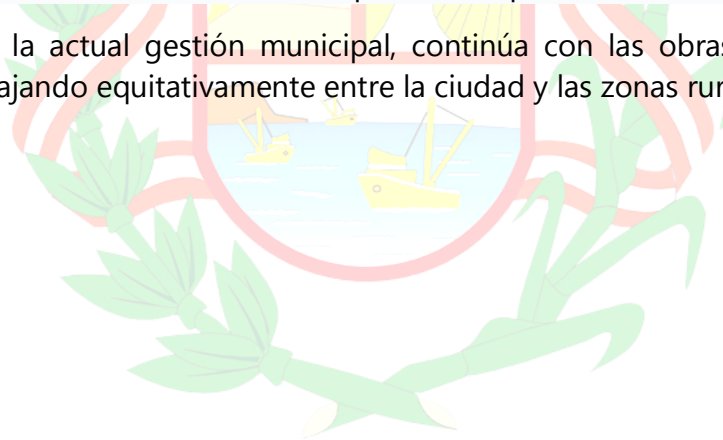 la actual gestión municipal, continúa con las obras
ajando equitativamente entre la ciudad y las zonas rur